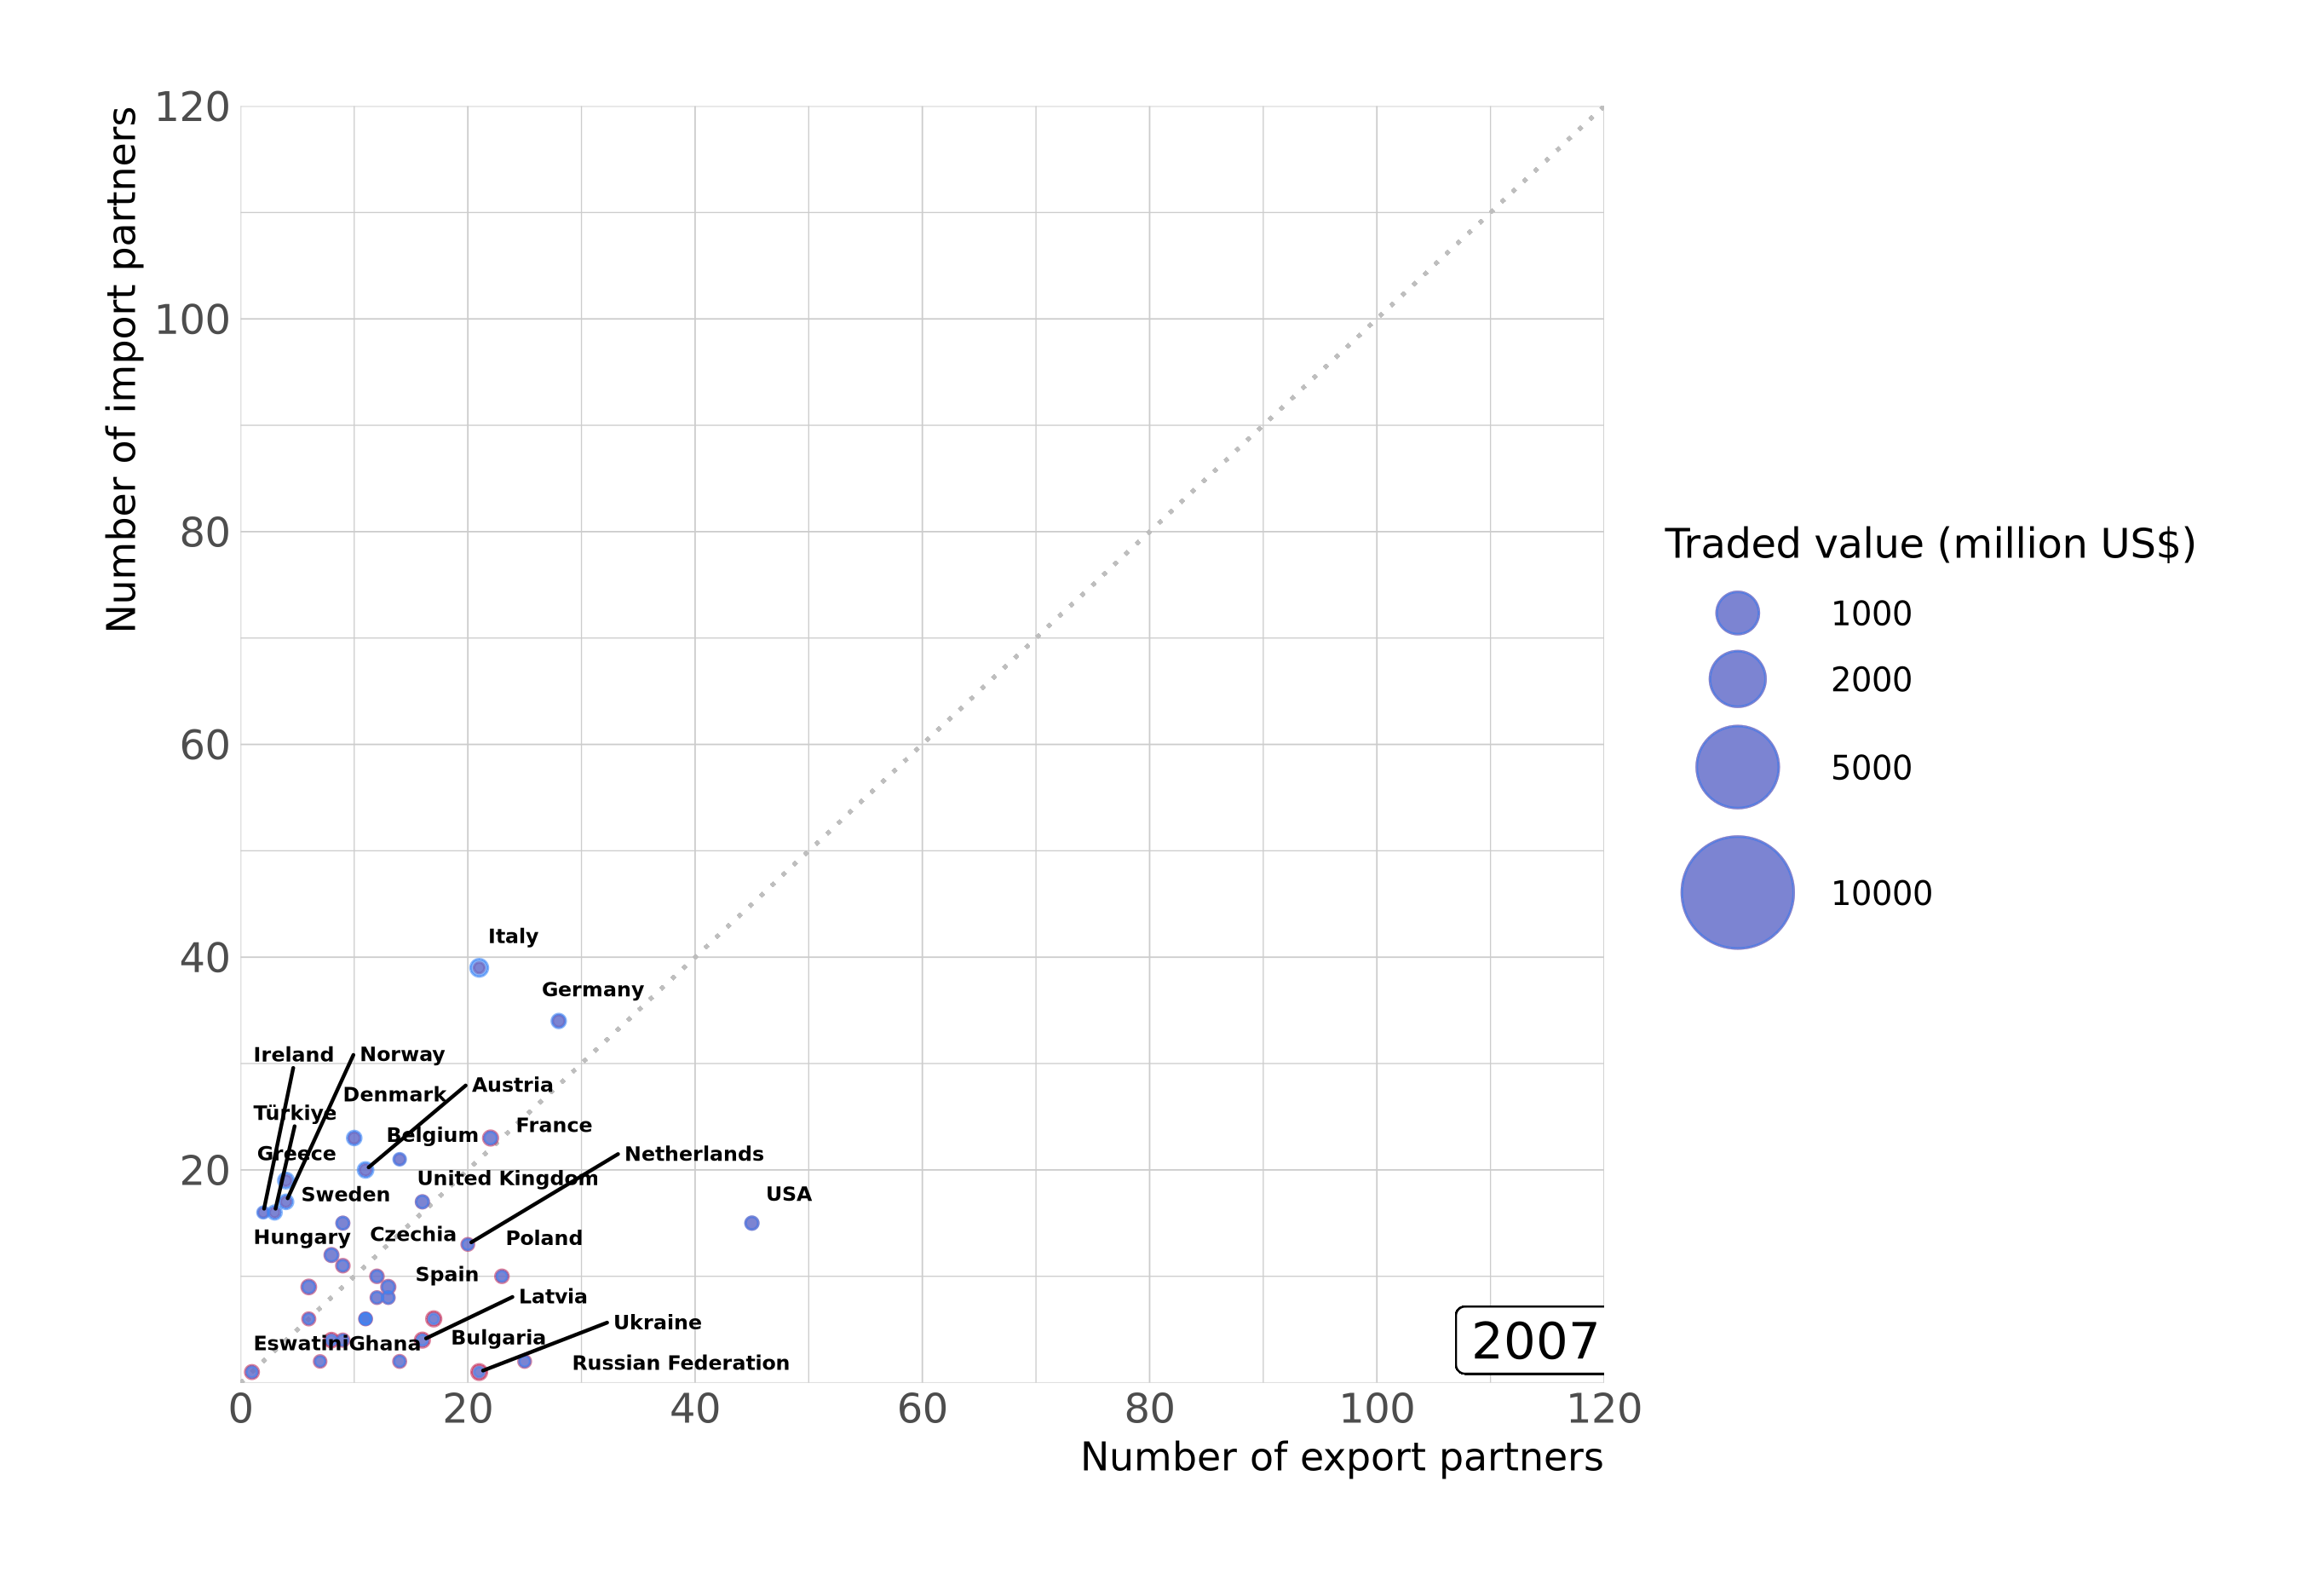 Number of import partners
120
100
80
60
40
20
Italy
Germany
Ireland
Norway
Austria
Denmark
Türkiye
France
Belgium
Greece
Netherlands
United Kingdom
Sweden
USA
Czechia
Hungary
Poland
Spain
Latvia
Ukraine
Bulgaria
Eswatini
Ghana
Russian Federation
2007
0
20
40
60
80
100
120
Number of export partners
Traded value (million US$)
1000
2000
5000
10000